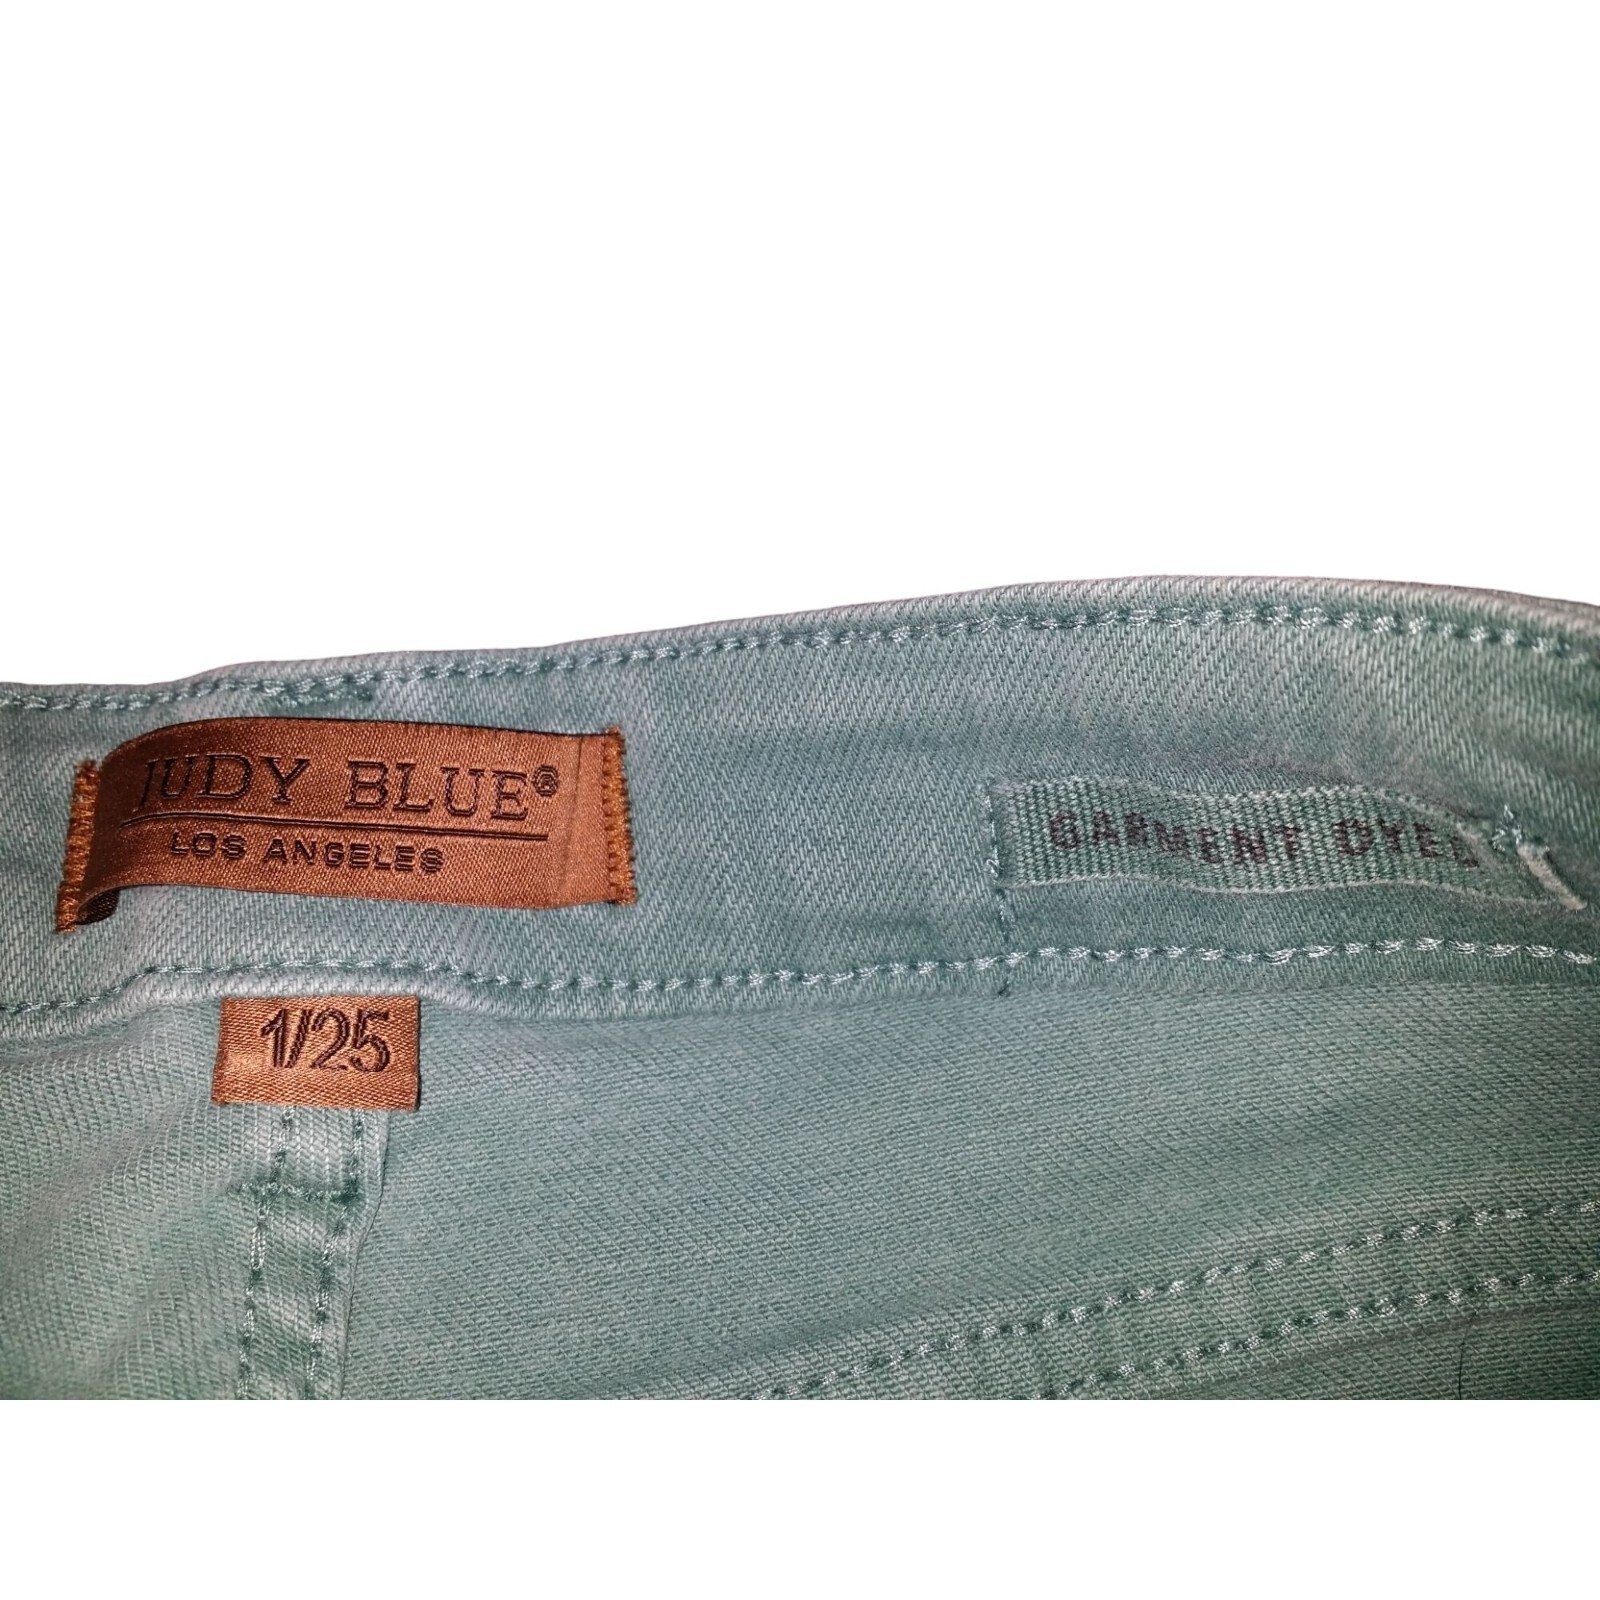 JUDY BLUE®
LOS ANGELES
GARMENT DYED
1/25